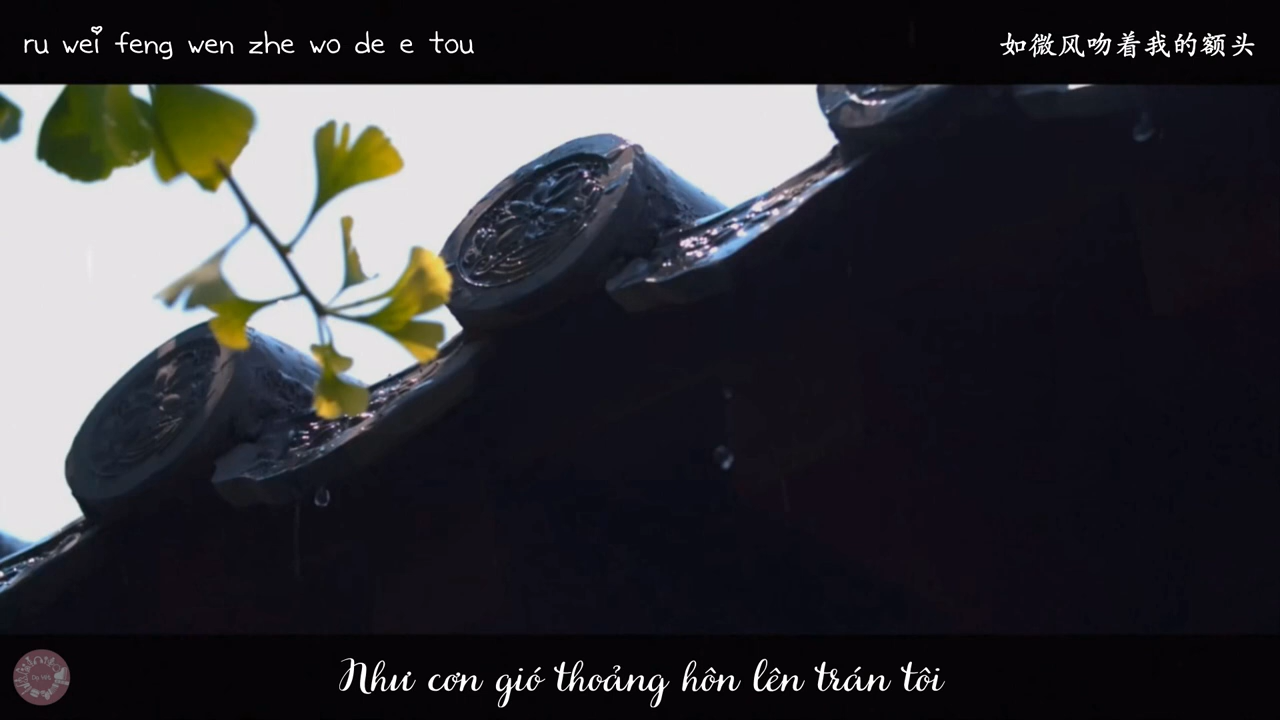 ru wei feng wen zhe wo de e tou
如微风吻着我的额头
Như cơn gió thoảng hôn lên trán tôi